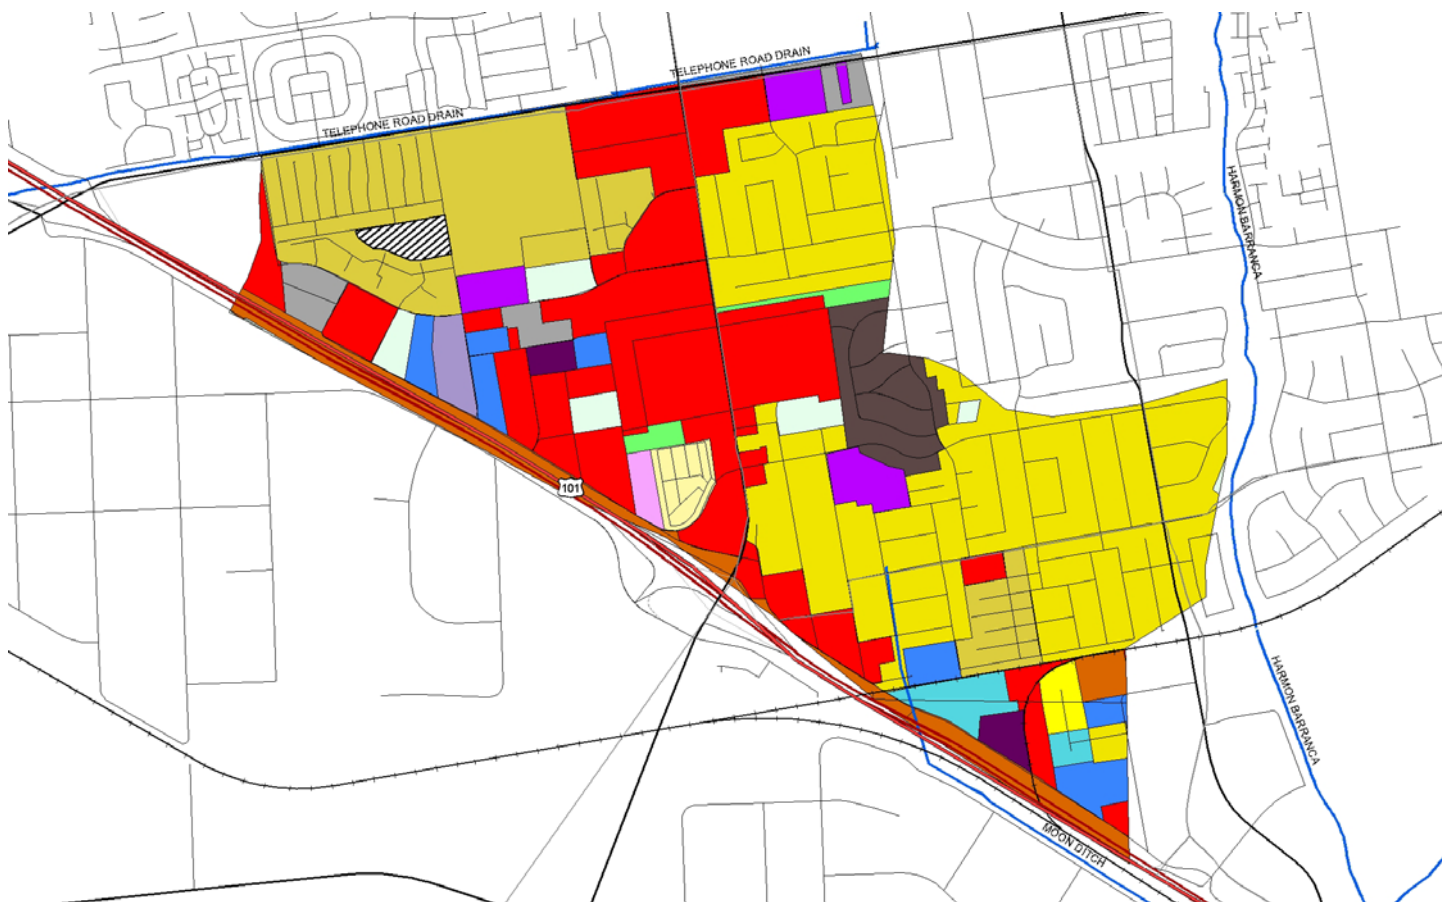 TELEPHONE ROAD DRAIN
TELEPHONE ROAD DRAIN
HARMON BARRANCA
101
HARMON BARRANCA
MOON DITCH